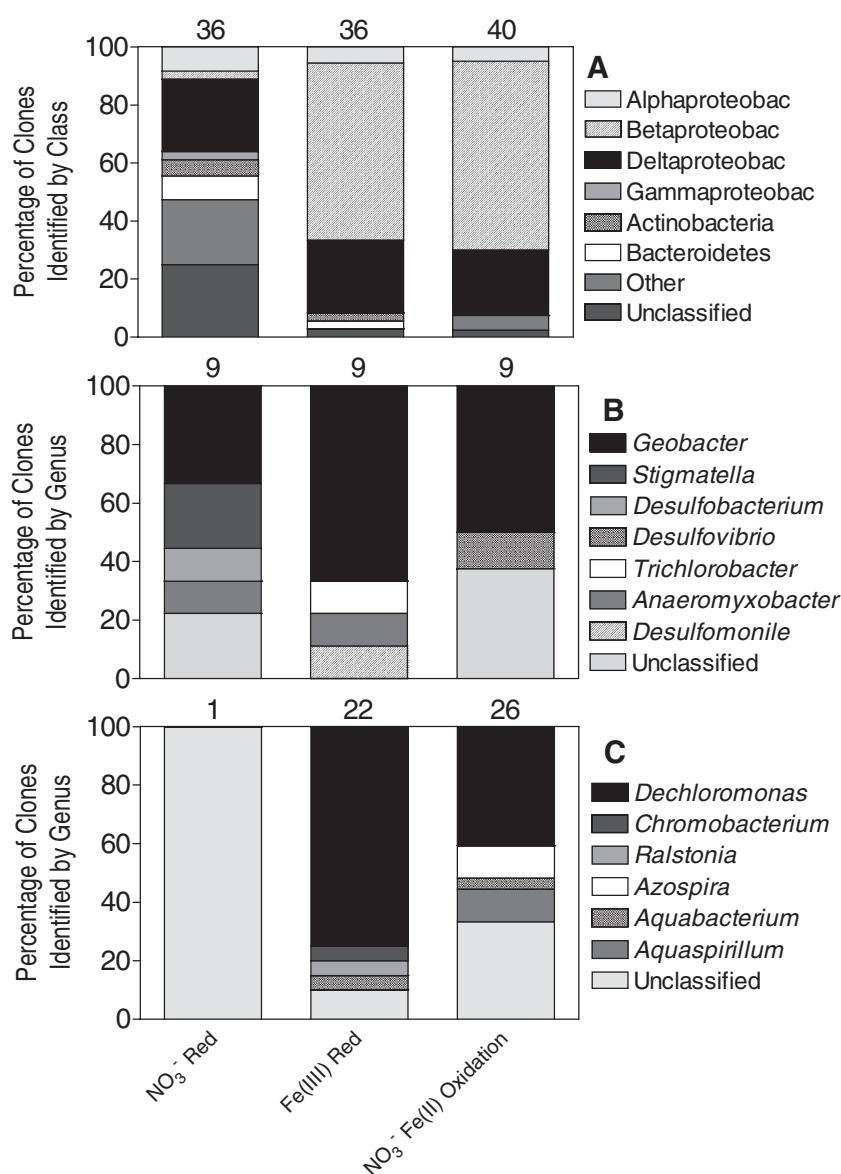 36 36 40
100
80
60
40
20
0
Percentage of Clones
Identified by Class
A
Alphaproteobac
Betaproteobac
Deltaproteobac
Gammaproteobac
Actinobacteria
Bacteroidetes
Other
Unclassified
9 9 9
100
80
60
40
20
0
Percentage of Clones
Identified by Genus
B
Geobacter
Stigmatella
Desulfobacterium
Desulfovibrio
Trichlorobacter
Anaeromyxobacter
Desulfomonile
Unclassified
1 22 26
100
80
60
40
20
0
Percentage of Clones
Identified by Genus
C
Dechloromonas
Chromobacterium
Ralstonia
Azospira
Aquabacterium
Aquaspirillum
Unclassified
NO₃⁻ Red
Fe(IIII) Red
NO₃⁻ Fe(II) Oxidation